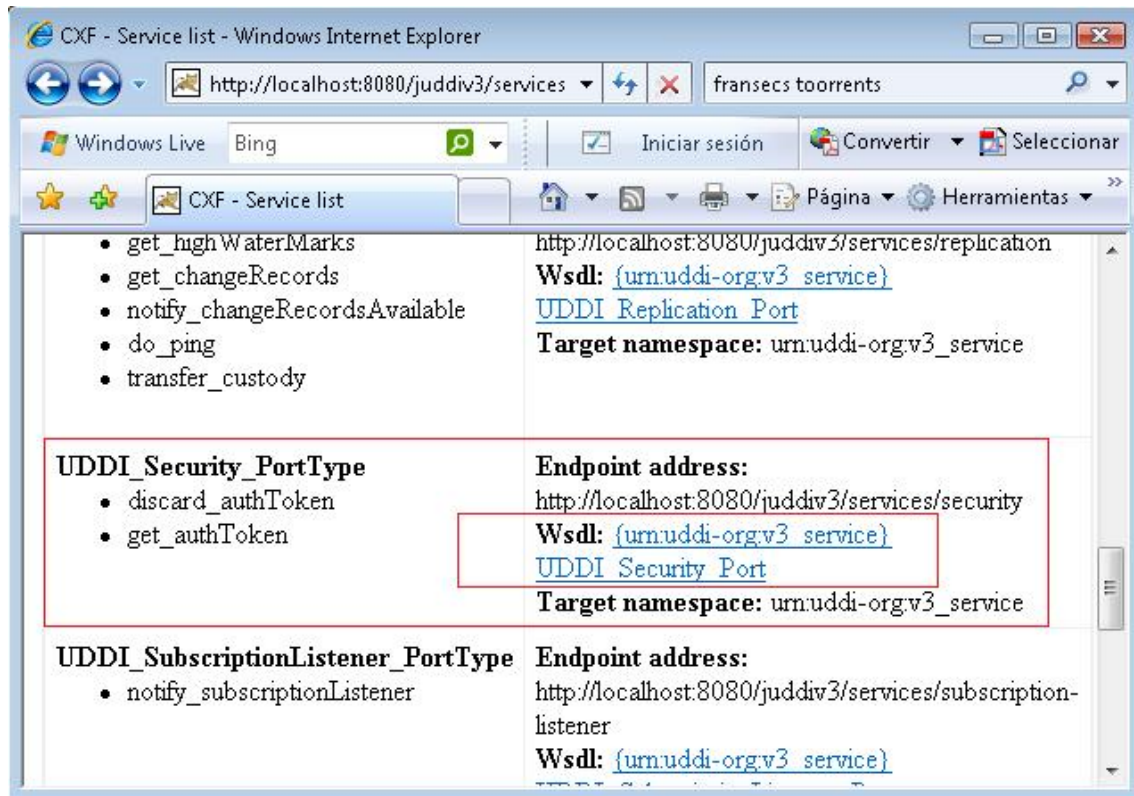 CXF - Service list - Windows Internet Explorer
http://localhost:8080/juddiv3/services
fransecs toorrents
Windows Live
Bing
Iniciar sesión
Convertir
Seleccionar
CXF - Service list
Página
Herramientas
get_highWaterMarks
get_changeRecords
notify_changeRecordsAvailable
do_ping
transfer_custody
http://localhost:8080/juddiv3/services/replication
Wsdl: {urn:uddi-org:v3_service}
UDDI_Replication_Port
Target namespace: urn:uddi-org:v3_service
UDDI_Security_PortType
discard_authToken
get_authToken
Endpoint address:
http://localhost:8080/juddiv3/services/security
Wsdl: {urn:uddi-org:v3_service}
UDDI_Security_Port
Target namespace: urn:uddi-org:v3_service
UDDI_SubscriptionListener_PortType
notify_subscriptionListener
Endpoint address:
http://localhost:8080/juddiv3/services/subscription-
listener
Wsdl: {urn:uddi-org:v3_service}